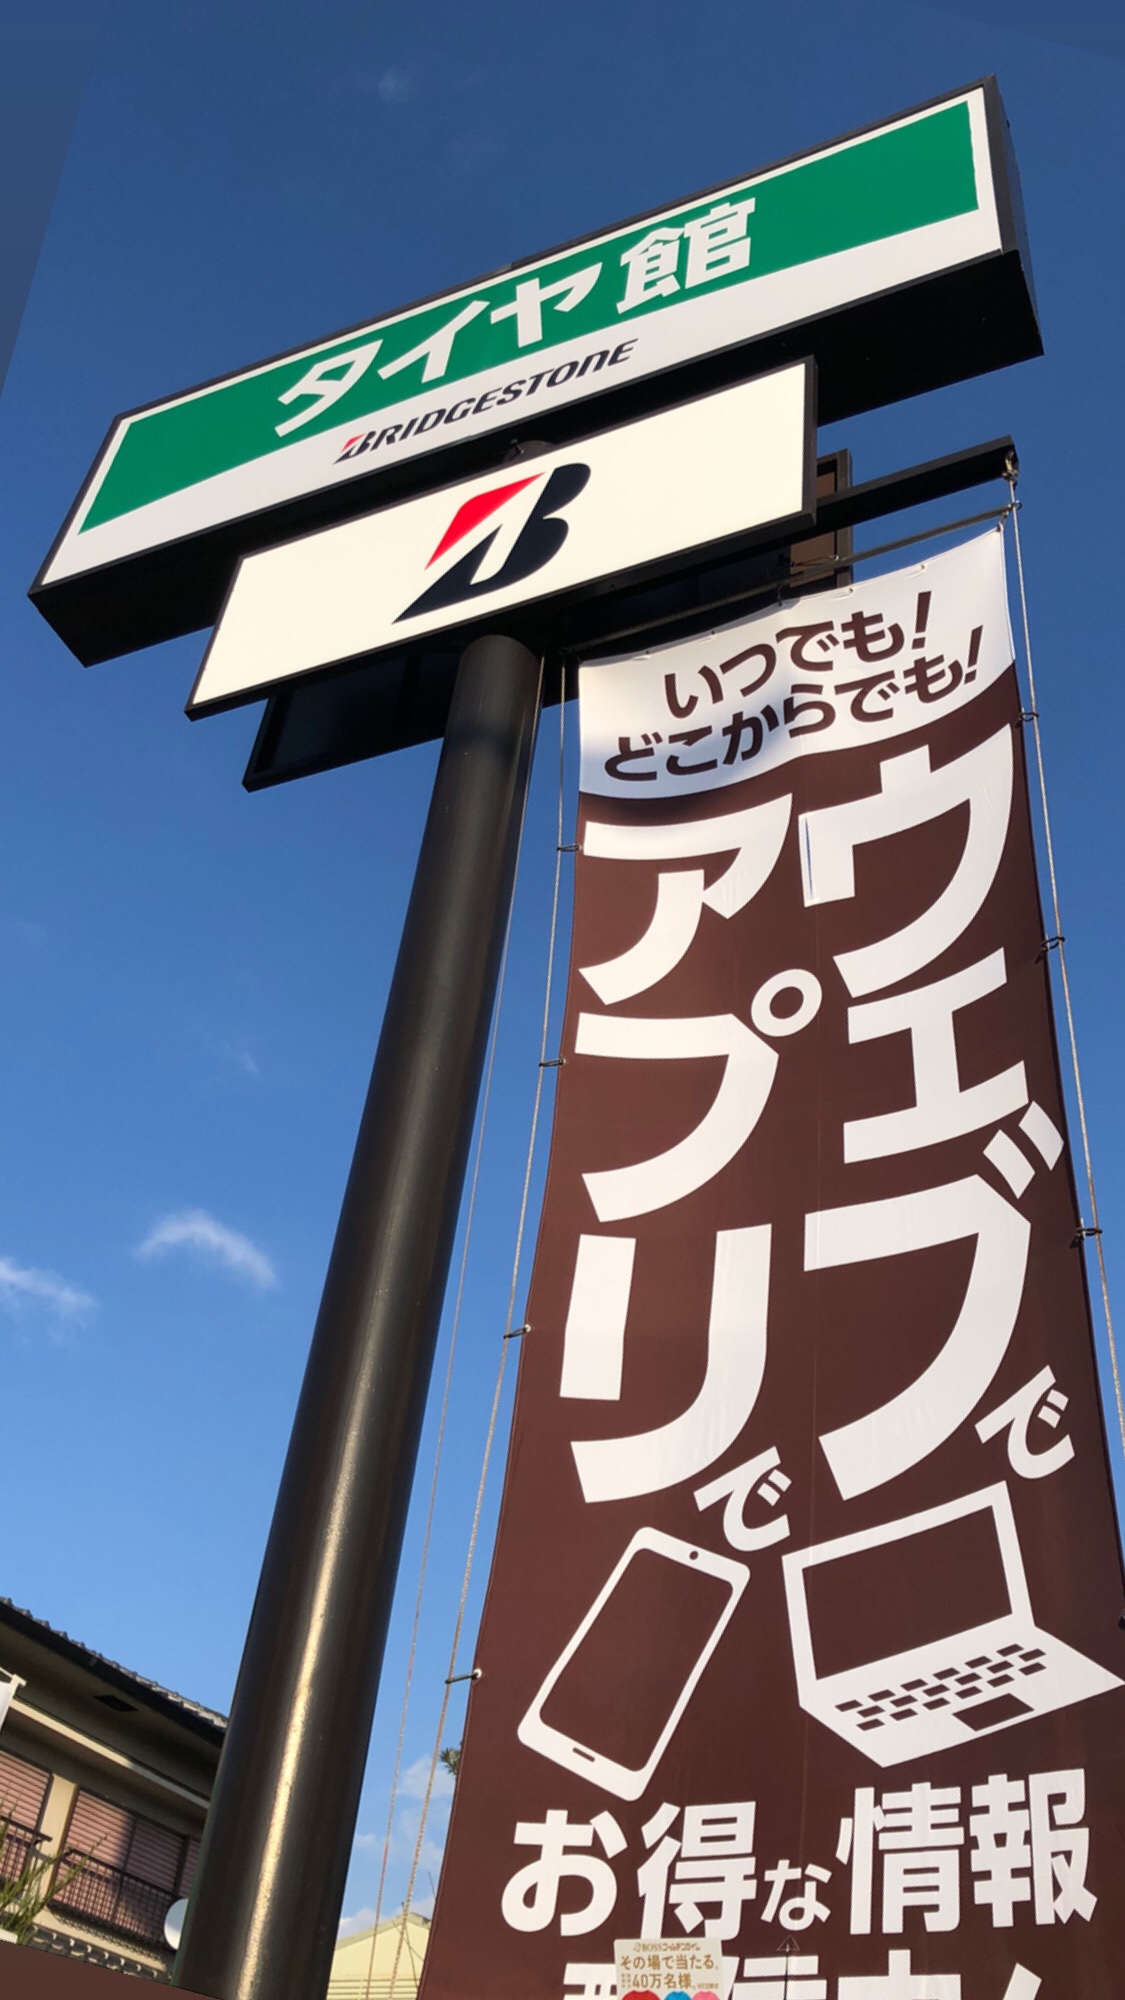 タイヤ館
BRIDGESTONE
いつでも!
どこからでも!
ウェブで
アプリで
お得な情報
BOSS
その場で当たる。
40万名様